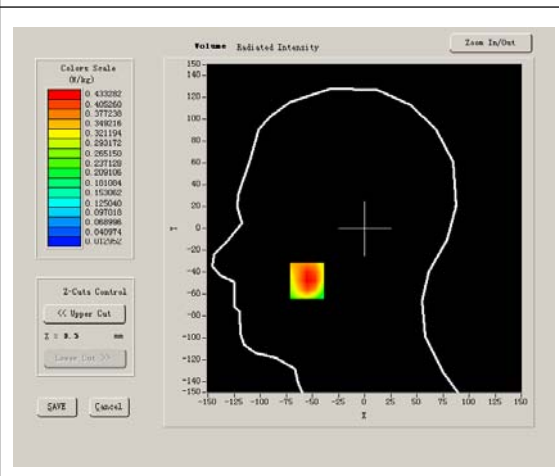 Volume Radiated Intensity
Zoom In/Out
Colors Scale
(W/kg)
0.433282
0.405260
0.377238
0.349216
0.321194
0.293172
0.265150
0.237128
0.209106
0.181084
0.153062
0.125040
0.097018
0.068996
0.040974
0.012952
150
140
120
100
80
60
40
20
0
-20
-40
-60
-80
-100
-120
-140
-150
Y
-150 -125 -100 -75 -50 -25 0 25 50 75 100 125 150
X
Z-Cuts Control
<< Upper Cut
Lower Cut >>
SAVE
Cancel